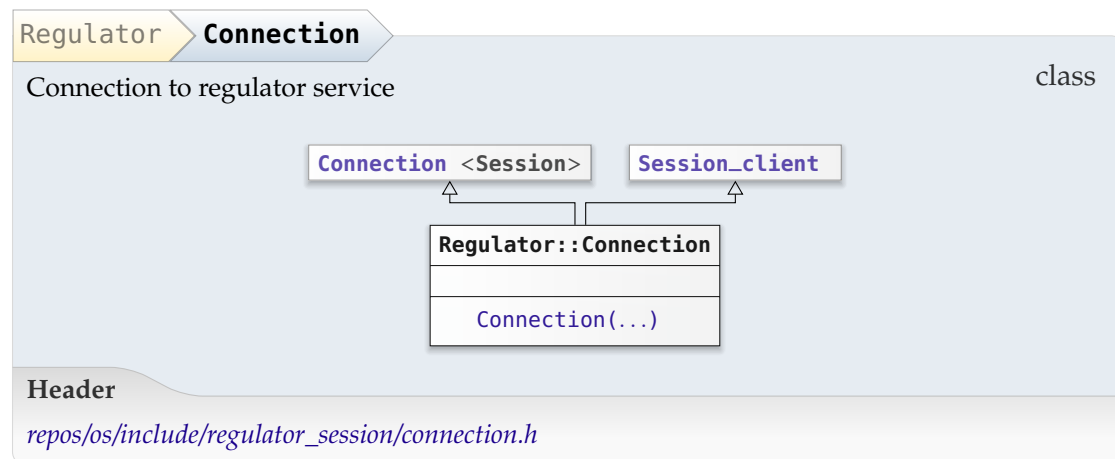 Regulator Connection
class
Connection to regulator service
Connection <Session> Session_client
Regulator::Connection
Connection(...)
Header
repos/os/include/regulator_session/connection.h